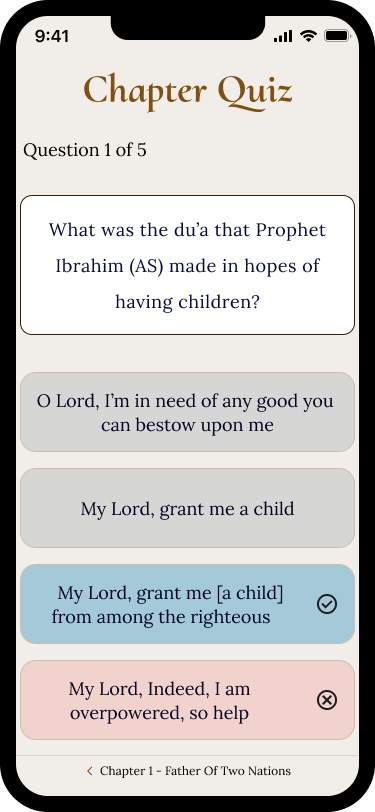 9:41
Chapter Quiz
Question 1 of 5
What was the du’a that Prophet
Ibrahim (AS) made in hopes of
having children?
O Lord, I’m in need of any good you
can bestow upon me
My Lord, grant me a child
My Lord, grant me [a child]
from among the righteous
My Lord, Indeed, I am
overpowered, so help
Chapter 1 - Father Of Two Nations